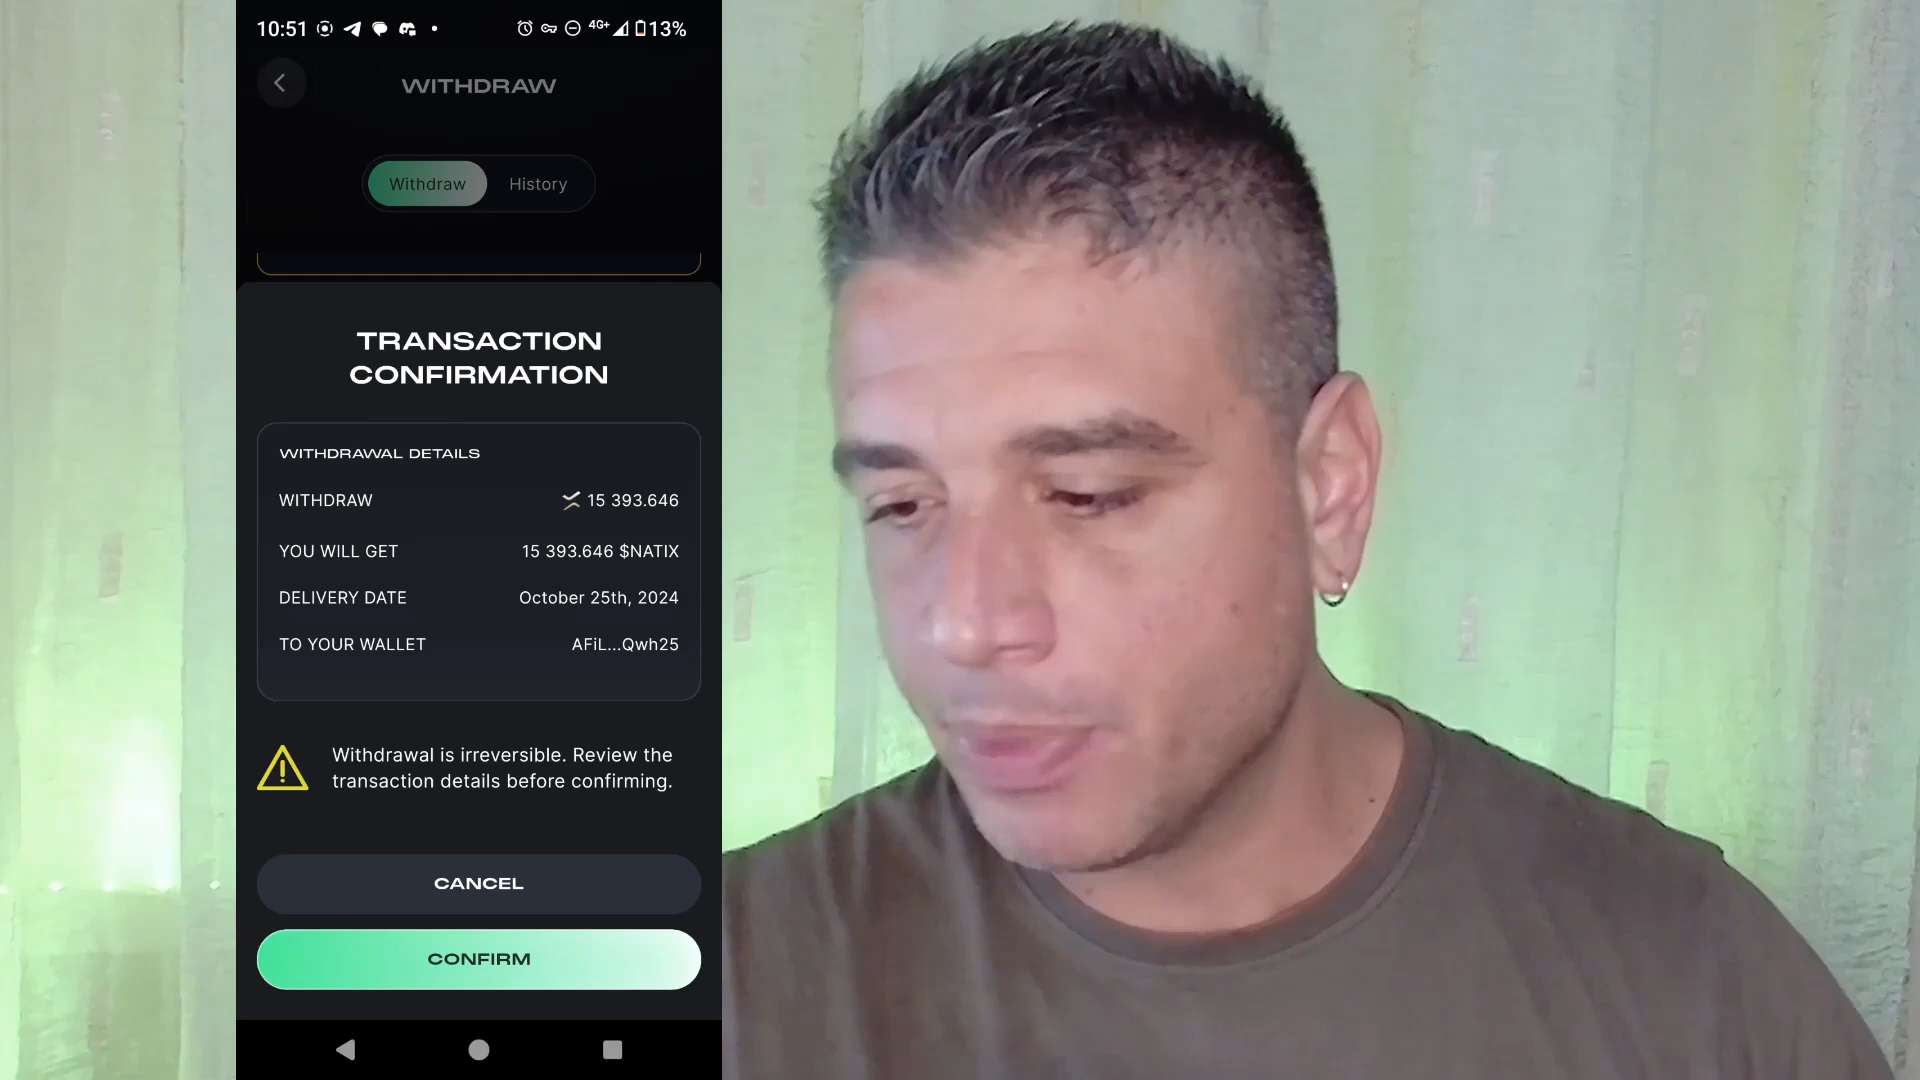 10:51 4G+ 13%
WITHDRAW
Withdraw History
TRANSACTION
CONFIRMATION
WITHDRAWAL DETAILS
WITHDRAW 15 393.646
YOU WILL GET 15 393.646 $NATIX
DELIVERY DATE October 25th, 2024
TO YOUR WALLET AFiL...Qwh25
Withdrawal is irreversible. Review the
transaction details before confirming.
CANCEL
CONFIRM